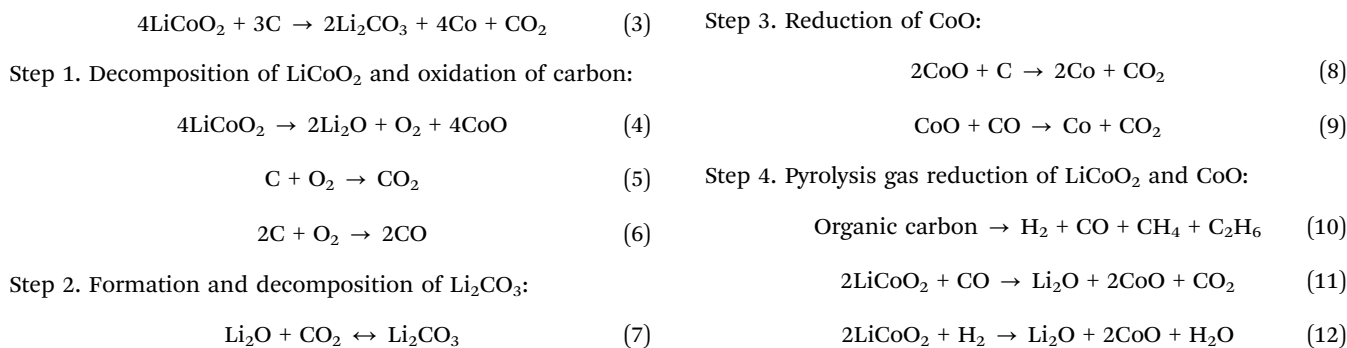 4LiCoO₂ + 3C → 2Li₂CO₃ + 4Co + CO₂ (3)
Step 1. Decomposition of LiCoO₂ and oxidation of carbon:
4LiCoO₂ → 2Li₂O + O₂ + 4CoO (4)
C + O₂ → CO₂ (5)
2C + O₂ → 2CO (6)
Step 2. Formation and decomposition of Li₂CO₃:
Li₂O + CO₂ ↔ Li₂CO₃ (7)
Step 3. Reduction of CoO:
2CoO + C → 2Co + CO₂ (8)
CoO + CO → Co + CO₂ (9)
Step 4. Pyrolysis gas reduction of LiCoO₂ and CoO:
Organic carbon → H₂ + CO + CH₄ + C₂H₆ (10)
2LiCoO₂ + CO → Li₂O + 2CoO + CO₂ (11)
2LiCoO₂ + H₂ → Li₂O + 2CoO + H₂O (12)